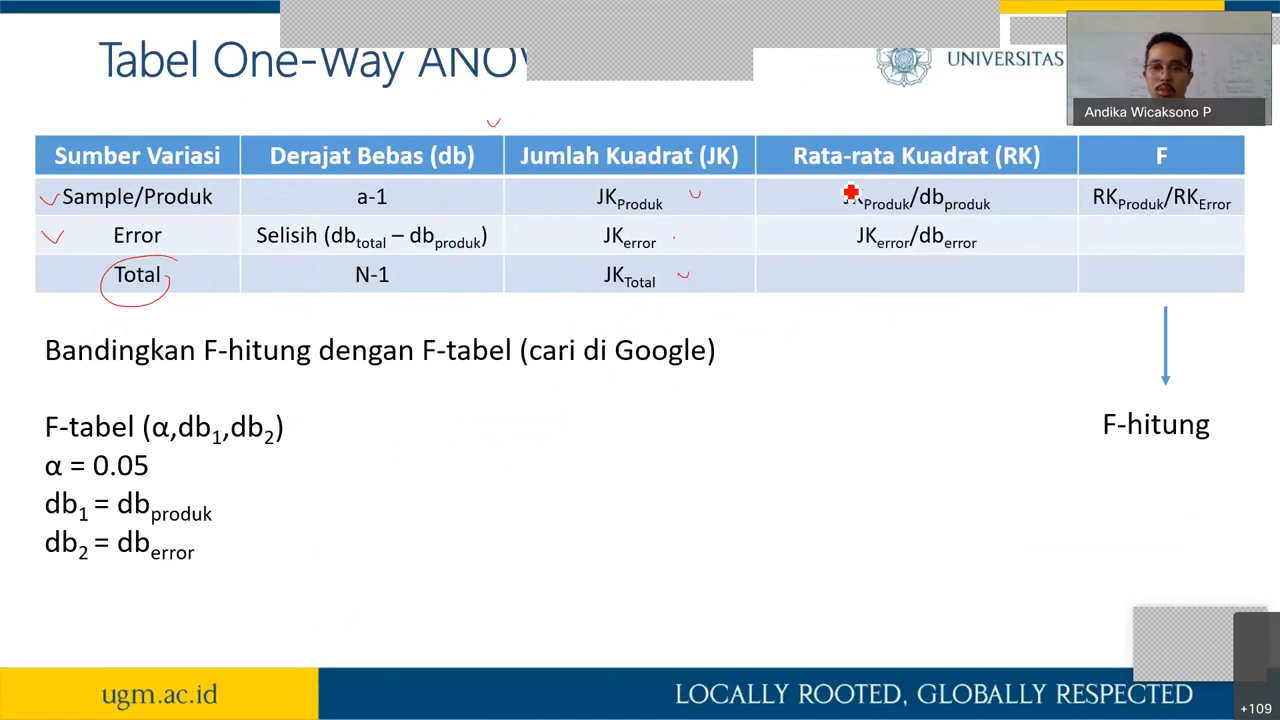 Tabel One-Way
UNIVERSITAS
Andika Wicaksono P
Sumber Variasi Derajat Bebas (db) Jumlah Kuadrat (JK) Rata-rata Kuadrat (RK) F
Sample/Produk a-1 JKProduk JKProduk/dbproduk RKProduk/RKError
Error Selisih (dbtotal – dbproduk) JKerror JKerror/dberror
Total N-1 JKTotal
Bandingkan F-hitung dengan F-tabel (cari di Google)
F-tabel (α,db1,db2)
F-hitung
α = 0.05
db1 = dbproduk
db2 = dberror
ugm.ac.id
LOCALLY ROOTED, GLOBALLY RESPECTED
+109